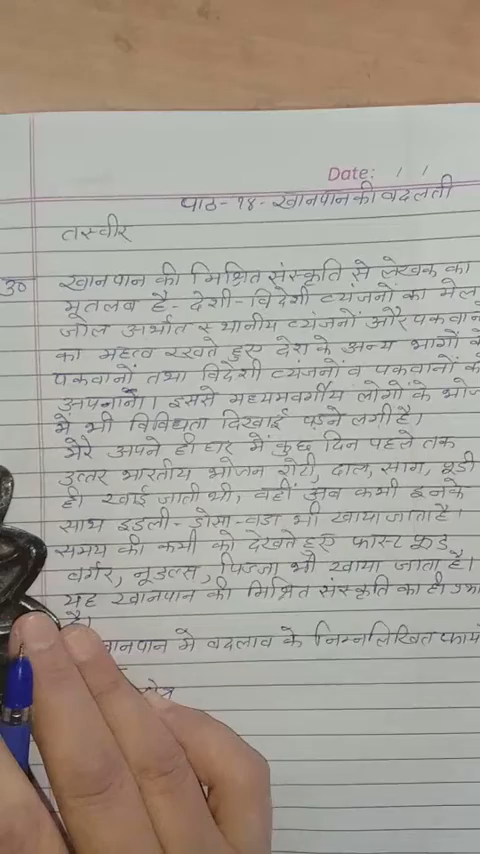 Date: / /
पाठ-14- खानपान की बदलती
तस्वीर
उ० खानपान की मिश्रित संस्कृति से लेखक का
मतलब है- देशी-विदेशी व्यंजनों का मेल
जोल अर्थात स्थानीय व्यंजनों और पकवानो
का महत्व रखते हुए देश के अन्य भागों के
पकवानों तथा विदेशी व्यंजनों व पकवानों को
अपनाना। इससे मध्यमवर्गीय लोगों के भोज
में भी विविधता दिखाई पड़ने लगी है।
मेरे अपने ही घर में कुछ दिन पहले तक
उत्तर भारतीय भोजन रोटी, दाल, साग, पूड़ी
ही खाई जाती थी, वहीं अब कभी इनके
साथ इडली-डोसा-वडा भी खाया जाता है।
समय की कमी को देखते हुए फास्ट फूड
बर्गर, नूडल्स, पिज्जा भी खाया जाता है।
यह खानपान की मिश्रित संस्कृति का ही
है।
खानपान में बदलाव के निम्नलिखित फाय